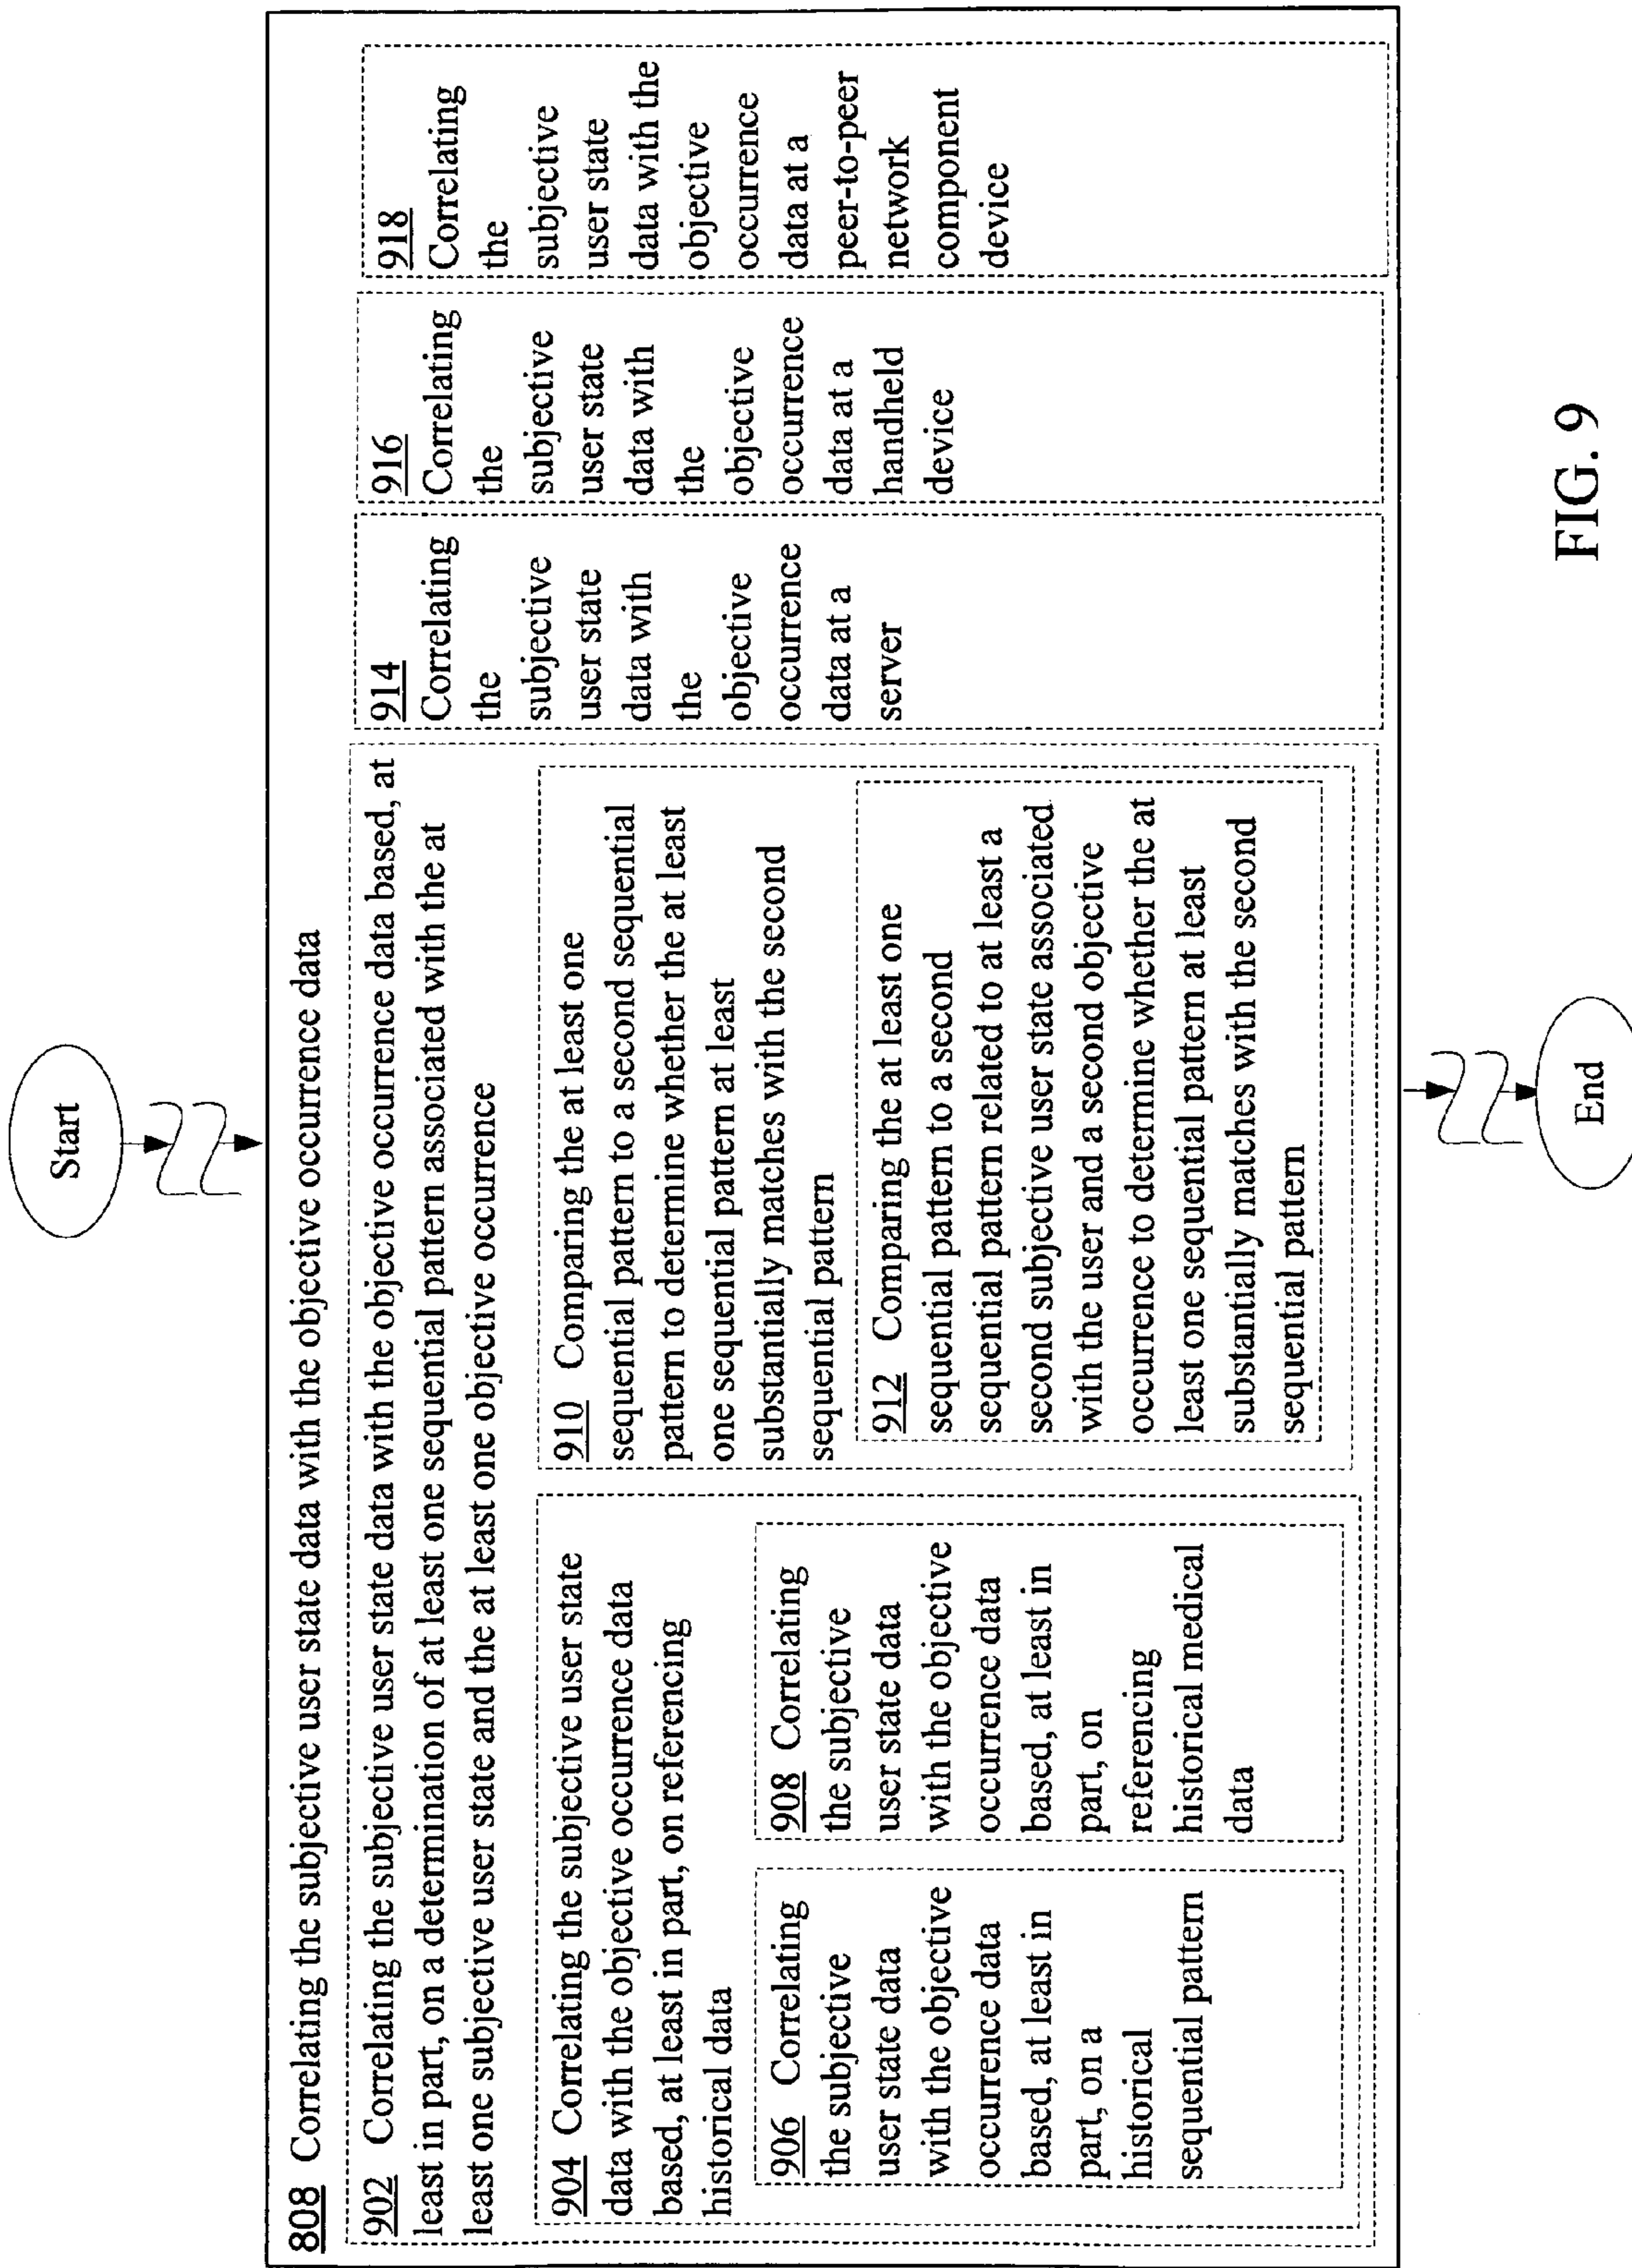 Start
808 Correlating the subjective user state data with the objective occurrence data
902 Correlating the subjective user state data with the objective occurrence data based, at
least in part, on a determination of at least one sequential pattern associated with the at
least one subjective user state and the at least one objective occurrence
904 Correlating the subjective user state
data with the objective occurrence data
based, at least in part, on referencing
historical data
906 Correlating
the subjective
user state data
with the objective
occurrence data
based, at least in
part, on a
historical
sequential pattern
908 Correlating
the subjective
user state data
with the objective
occurrence data
based, at least in
part, on
referencing
historical medical
data
910 Comparing the at least one
sequential pattern to a second sequential
pattern to determine whether the at least
one sequential pattern at least
substantially matches with the second
sequential pattern
912 Comparing the at least one
sequential pattern to a second
sequential pattern related to at least a
second subjective user state associated
with the user and a second objective
occurrence to determine whether the at
least one sequential pattern at least
substantially matches with the second
sequential pattern
914
Correlating
the
subjective
user state
data with
the
objective
occurrence
data at a
server
916
Correlating
the
subjective
user state
data with
the
objective
occurrence
data at a
handheld
device
918
Correlating
the
subjective
user state
data with the
objective
occurrence
data at a
peer-to-peer
network
component
device
End
FIG. 9